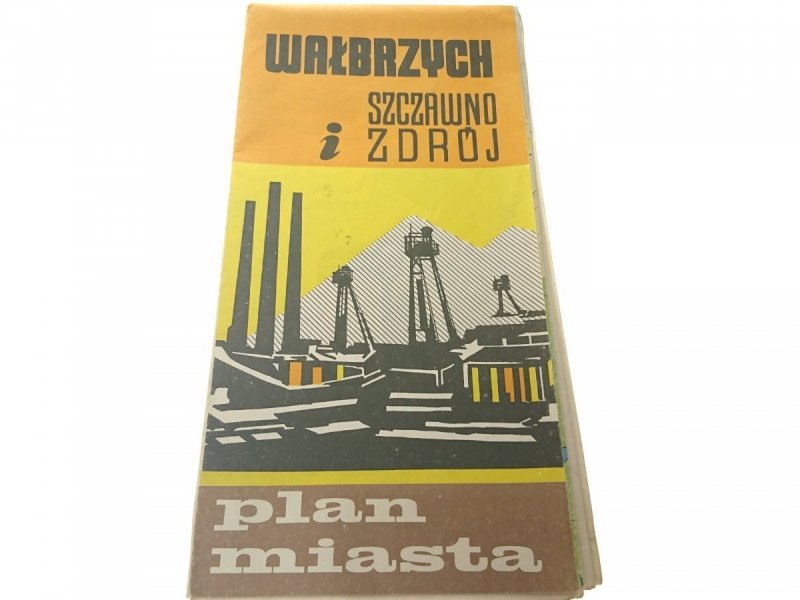 WAŁBRZYCH
i SZCZAWNO
ZDRÓJ
plan
miasta